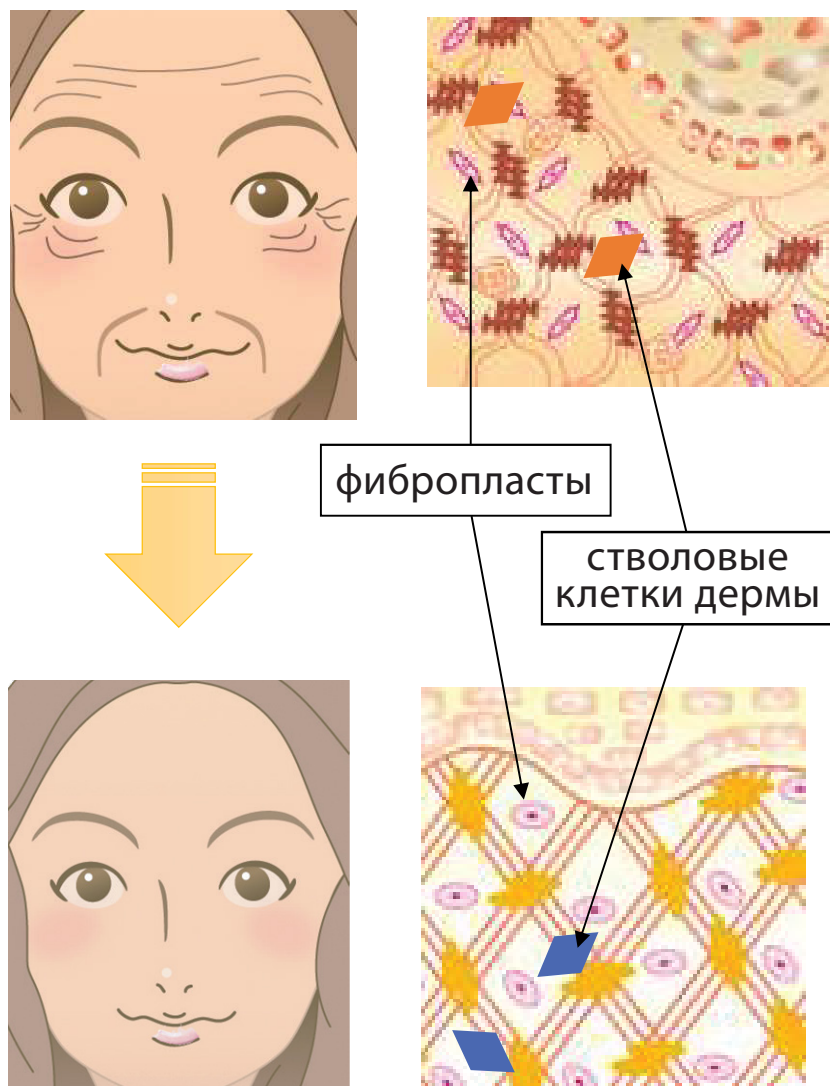 фибропласты
стволовые
клетки дермы